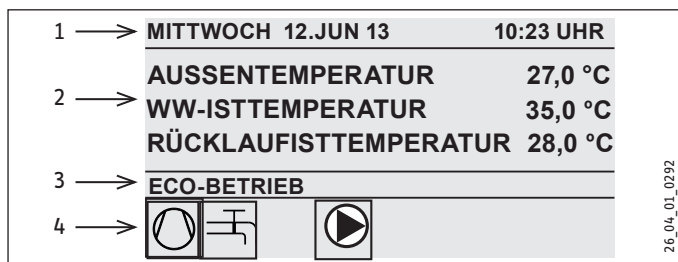 1 MITTWOCH 12.JUN 13 10:23 UHR
2 AUSSENTEMPERATUR 27,0 °C
WW-ISTTEMPERATUR 35,0 °C
RÜCKLAUFISTTEMPERATUR 28,0 °C
3 ECO-BETRIEB
4
26_04_01_0292